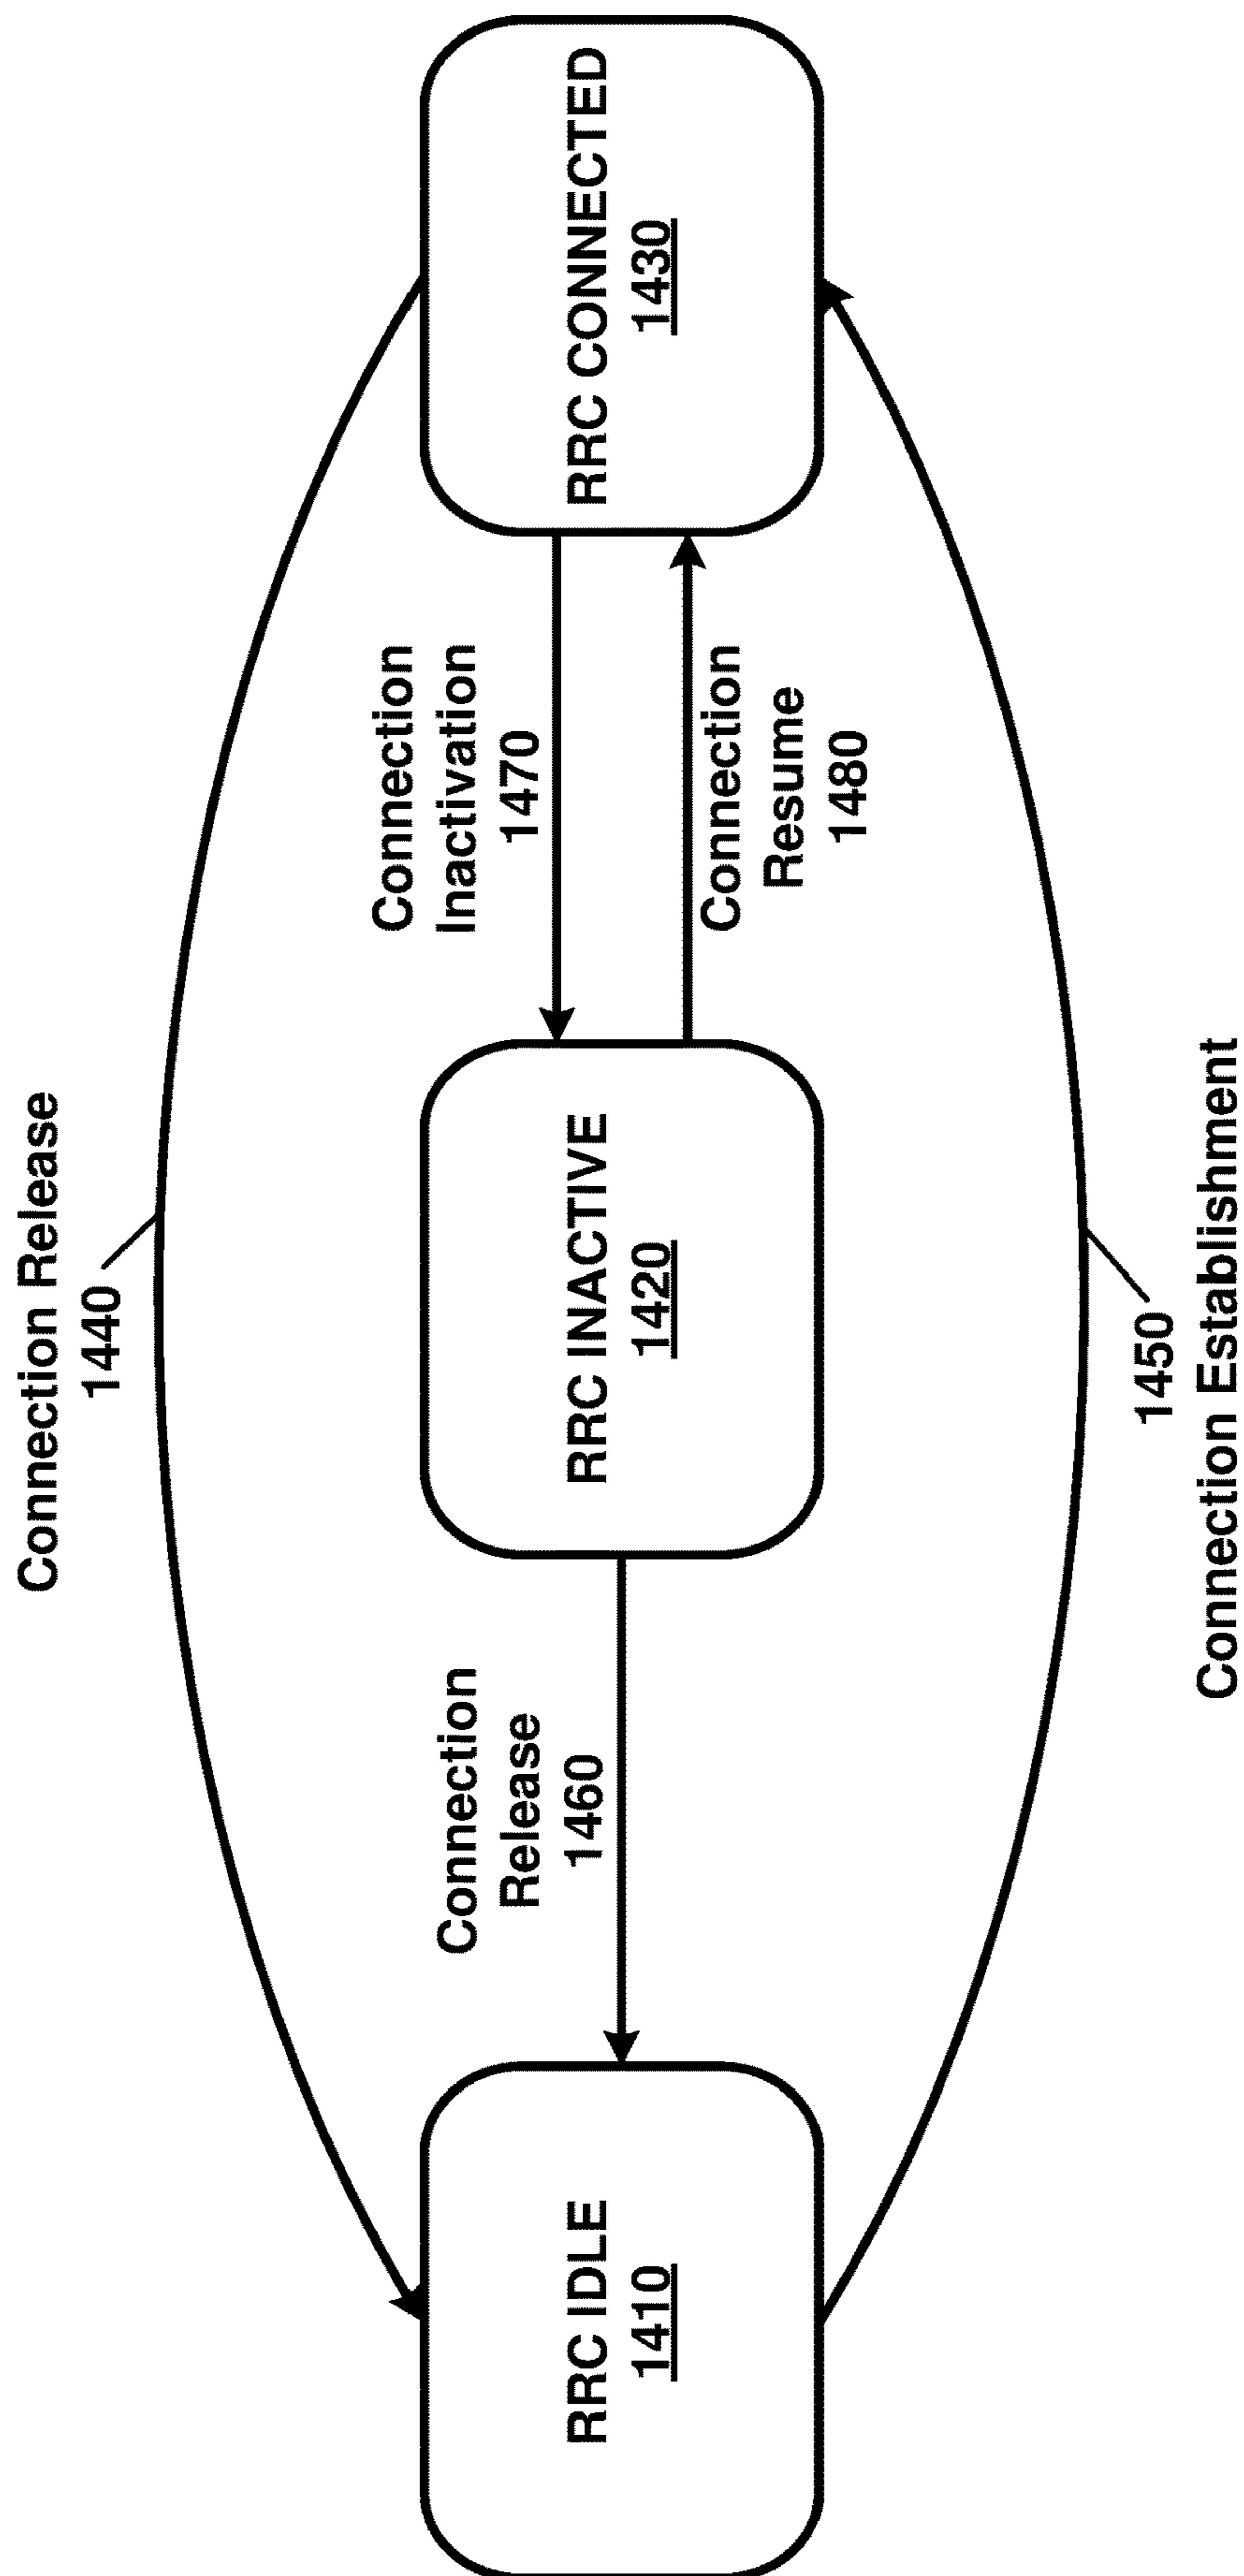 Connection Release
1440
RRC IDLE
1410
Connection
Release
1460
RRC INACTIVE
1420
Connection
Inactivation
1470
Connection
Resume
1480
RRC CONNECTED
1430
1450
Connection Establishment